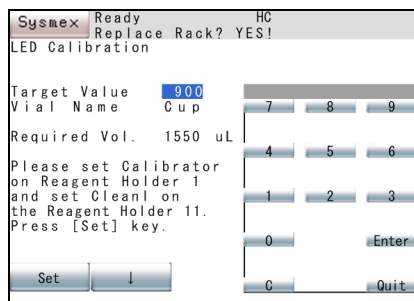 Sysmex Ready HC
Replace Rack? YES!
LED Calibration
Target Value 900
Vial Name Cup
Required Vol. 1550 uL
Please set Calibrator
on Reagent Holder 1
and set CleanI on
the Reagent Holder 11.
Press [Set] key.
Set ↓
7 8 9
4 5 6
1 2 3
0 Enter
C Quit